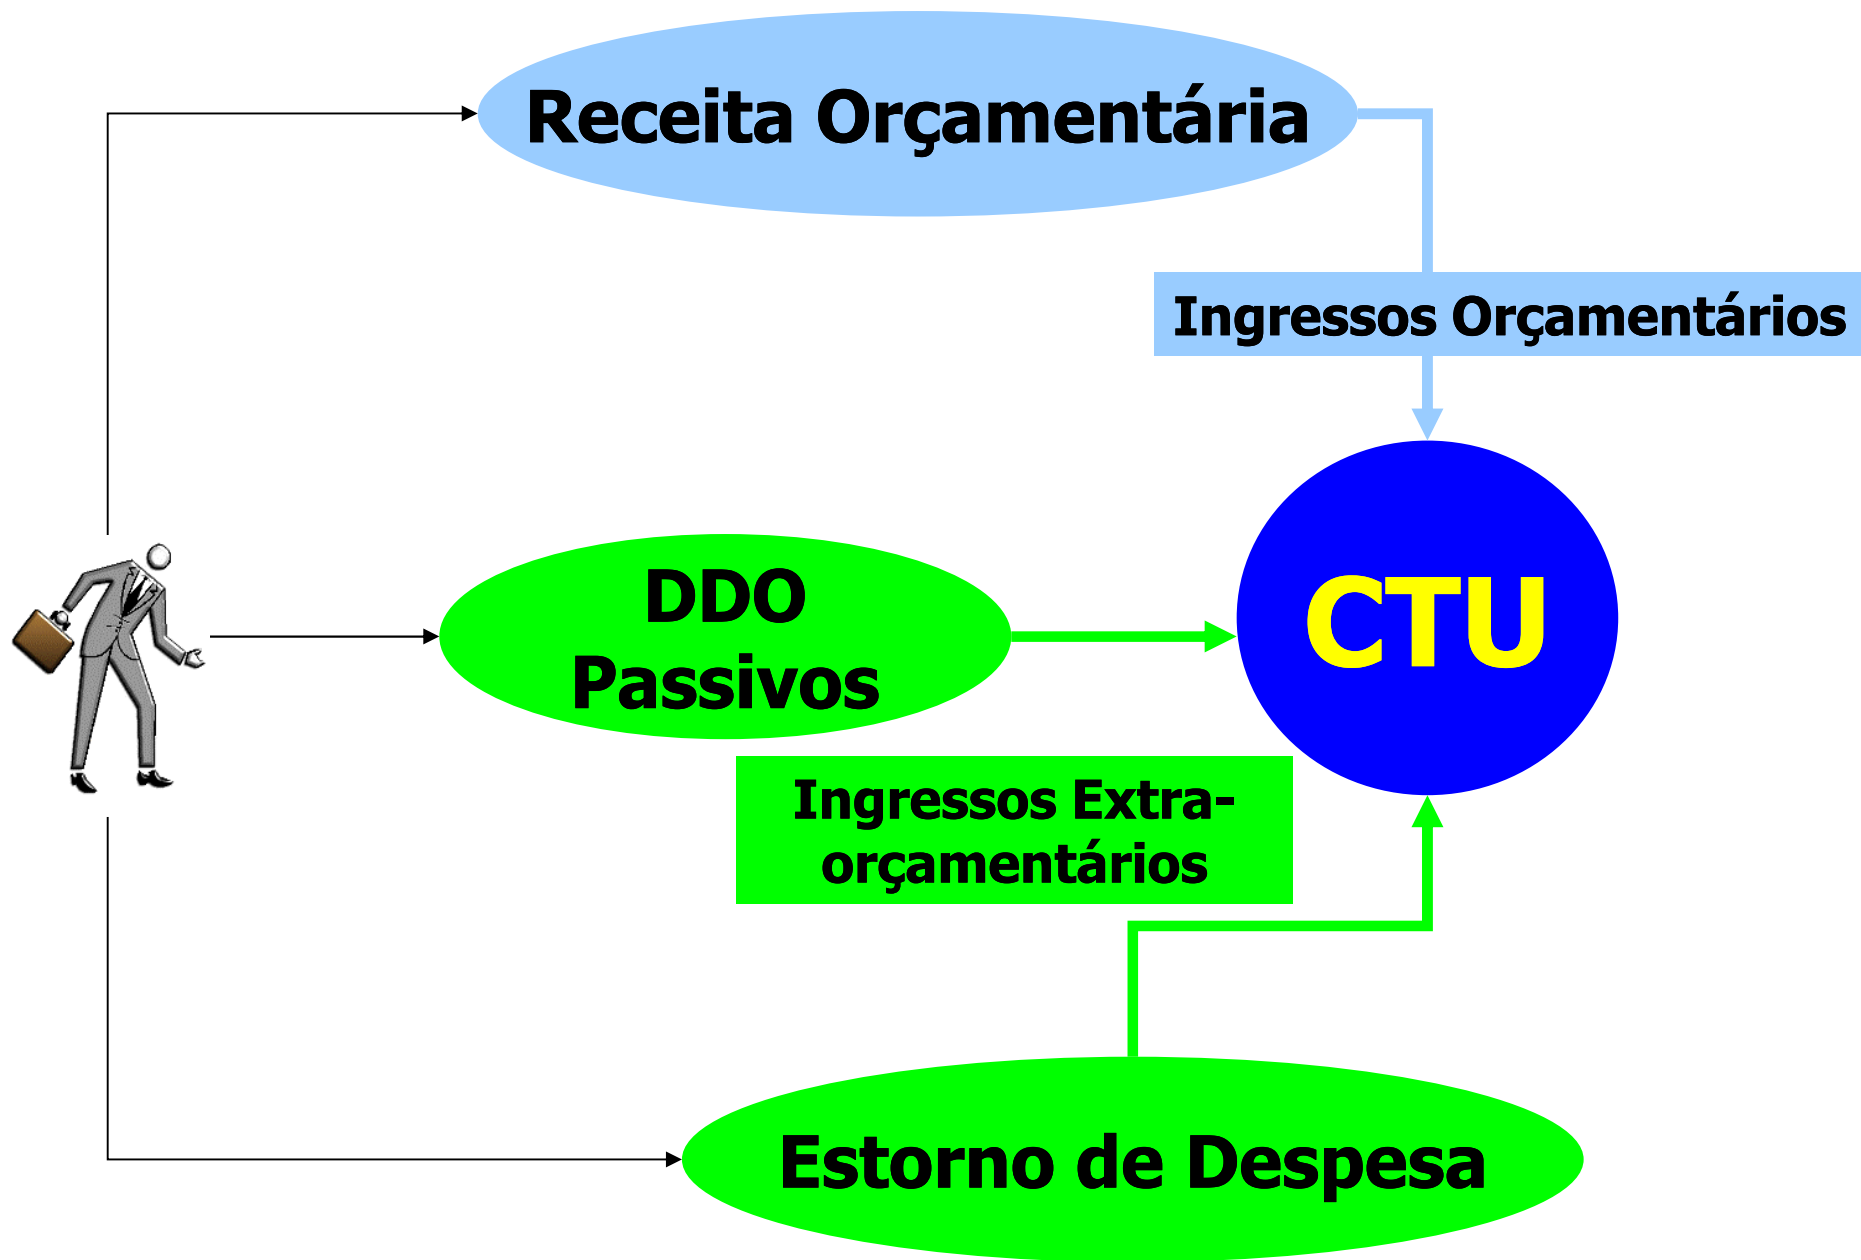 Receita Orçamentária
Ingressos Orçamentários
DDO
Passivos
CTU
Ingressos Extra-
orçamentários
Estorno de Despesa